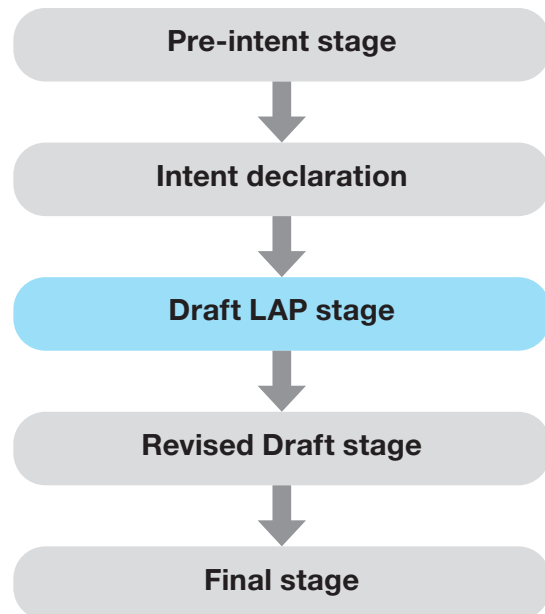 Pre-intent stage
Intent declaration
Draft LAP stage
Revised Draft stage
Final stage